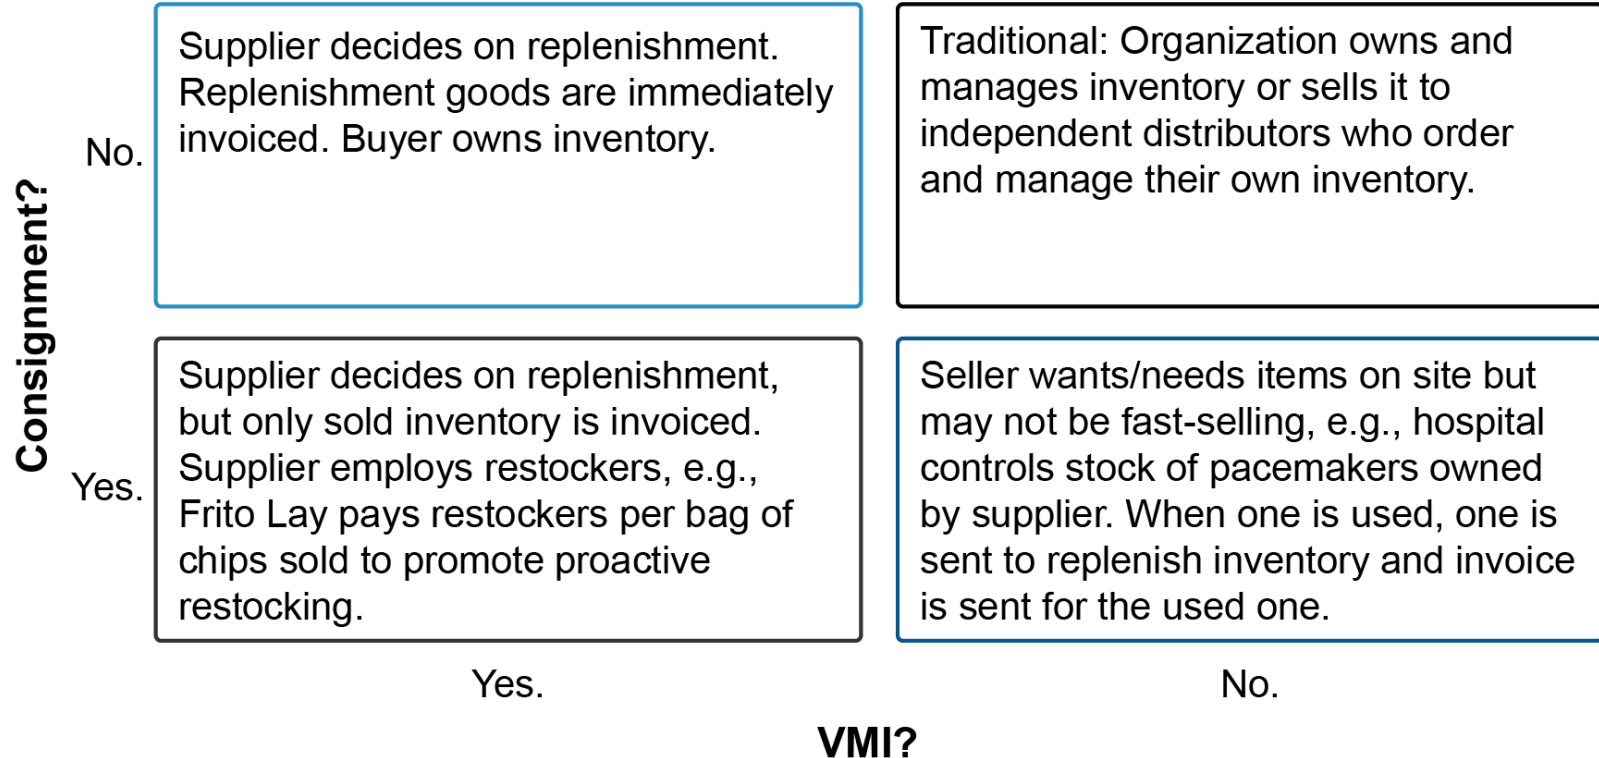 Consignment?
No.
Supplier decides on replenishment.
Replenishment goods are immediately
invoiced. Buyer owns inventory.
Traditional: Organization owns and
manages inventory or sells it to
independent distributors who order
and manage their own inventory.
Yes.
Supplier decides on replenishment,
but only sold inventory is invoiced.
Supplier employs restockers, e.g.,
Frito Lay pays restockers per bag of
chips sold to promote proactive
restocking.
Seller wants/needs items on site but
may not be fast-selling, e.g., hospital
controls stock of pacemakers owned
by supplier. When one is used, one is
sent to replenish inventory and invoice
is sent for the used one.
Yes.
No.
VMI?